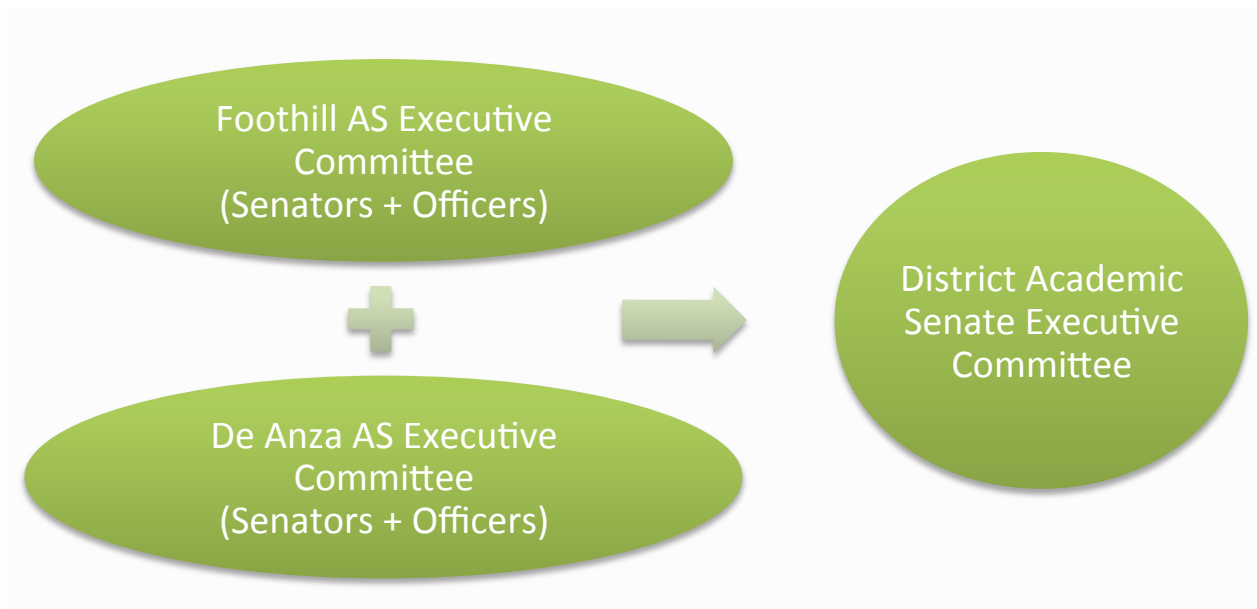 Foothill AS Executive
Committee
(Senators + Officers)
De Anza AS Executive
Committee
(Senators + Officers)
District Academic
Senate Executive
Committee